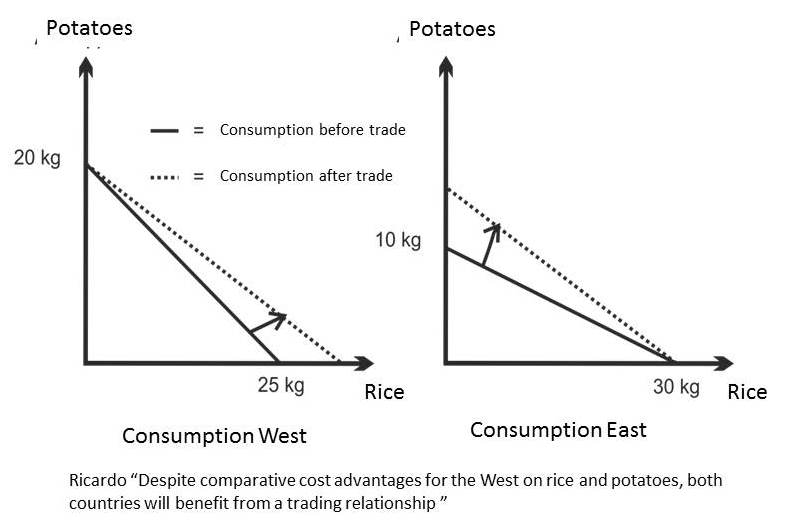 Potatoes
Potatoes
= Consumption before trade
20 kg
= Consumption after trade
10 kg
25 kg
Rice
30 kg
Rice
Consumption West
Consumption East
Ricardo “Despite comparative cost advantages for the West on rice and potatoes, both
countries will benefit from a trading relationship ”